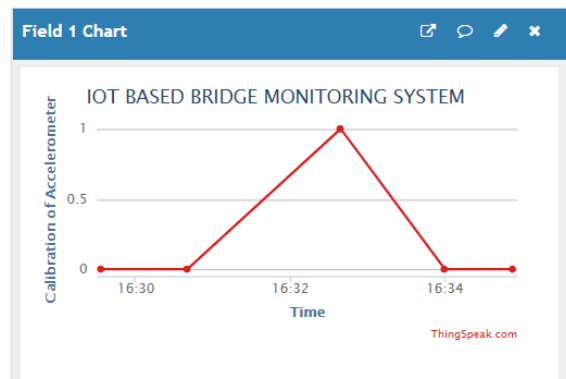 Field 1 Chart
IOT BASED BRIDGE MONITORING SYSTEM
Calibration of Accelerometer
1
0.5
0
16:30
16:32
16:34
Time
ThingSpeak.com